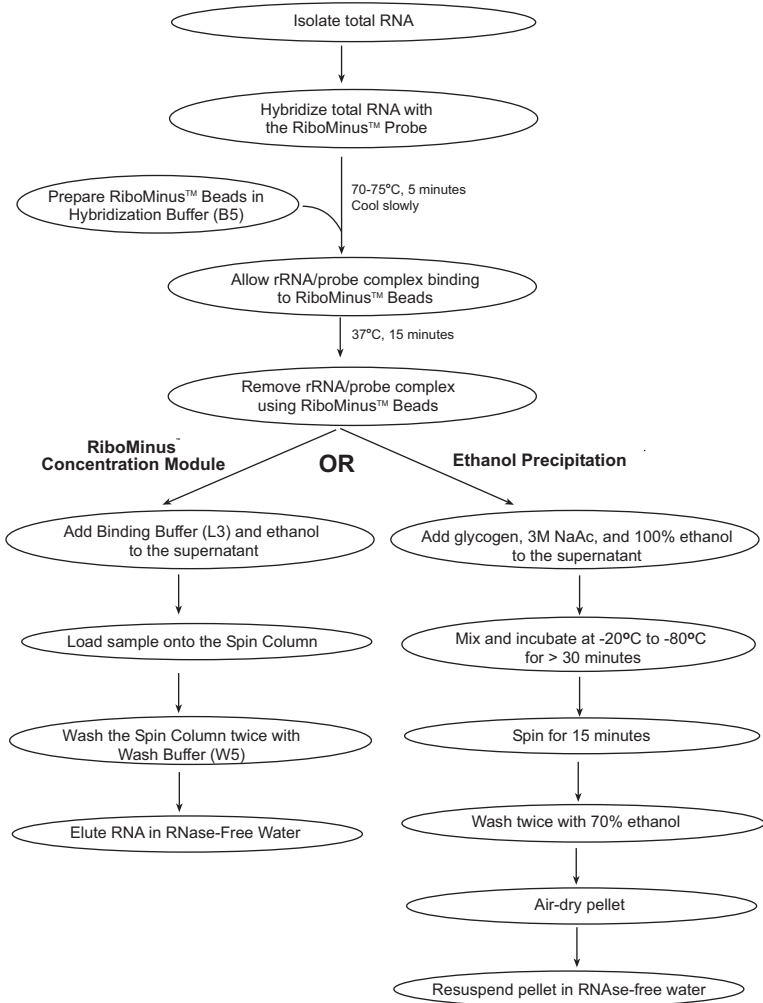 Isolate total RNA
Hybridize total RNA with
the RiboMinus™ Probe
70-75°C, 5 minutes
Cool slowly
Prepare RiboMinus™ Beads in
Hybridization Buffer (B5)
Allow rRNA/probe complex binding
to RiboMinus™ Beads
37°C, 15 minutes
Remove rRNA/probe complex
using RiboMinus™ Beads
RiboMinus™
Concentration Module
OR
Ethanol Precipitation
Add Binding Buffer (L3) and ethanol
to the supernatant
Load sample onto the Spin Column
Wash the Spin Column twice with
Wash Buffer (W5)
Elute RNA in RNase-Free Water
Add glycogen, 3M NaAc, and 100% ethanol
to the supernatant
Mix and incubate at -20°C to -80°C
for > 30 minutes
Spin for 15 minutes
Wash twice with 70% ethanol
Air-dry pellet
Resuspend pellet in RNAse-free water